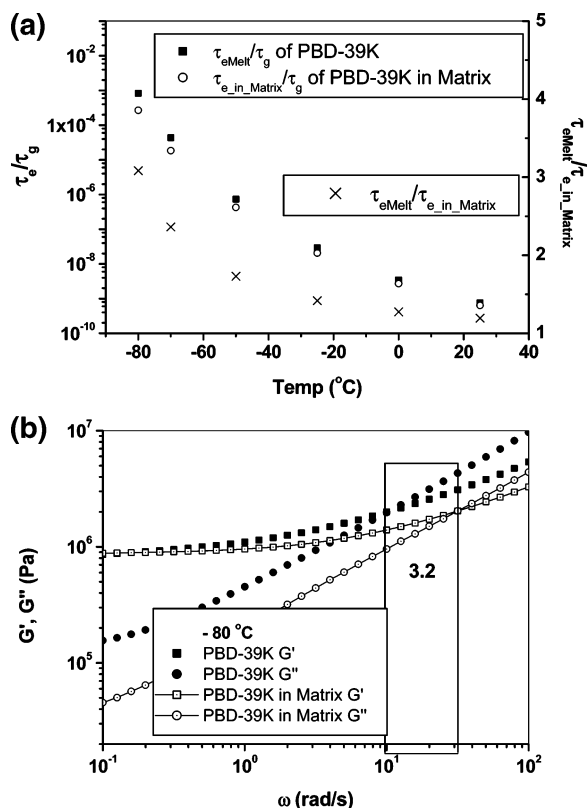 (a)
τeMelt/τg of PBD-39K
τe_in_Matrix/τg of PBD-39K in Matrix
τeMelt/τe_in_Matrix
10⁻²
1x10⁻⁴
10⁻⁶
10⁻⁸
10⁻¹⁰
τe/τg
5
4
3
2
1
τeMelt/τe_in_Matrix
-80 -60 -40 -20 0 20 40
Temp (°C)
(b)
10⁷
10⁶
10⁵
G', G" (Pa)
3.2
- 80 °C
PBD-39K G'
PBD-39K G"
PBD-39K in Matrix G'
PBD-39K in Matrix G"
10⁻¹ 10⁰ 10¹ 10²
ω (rad/s)